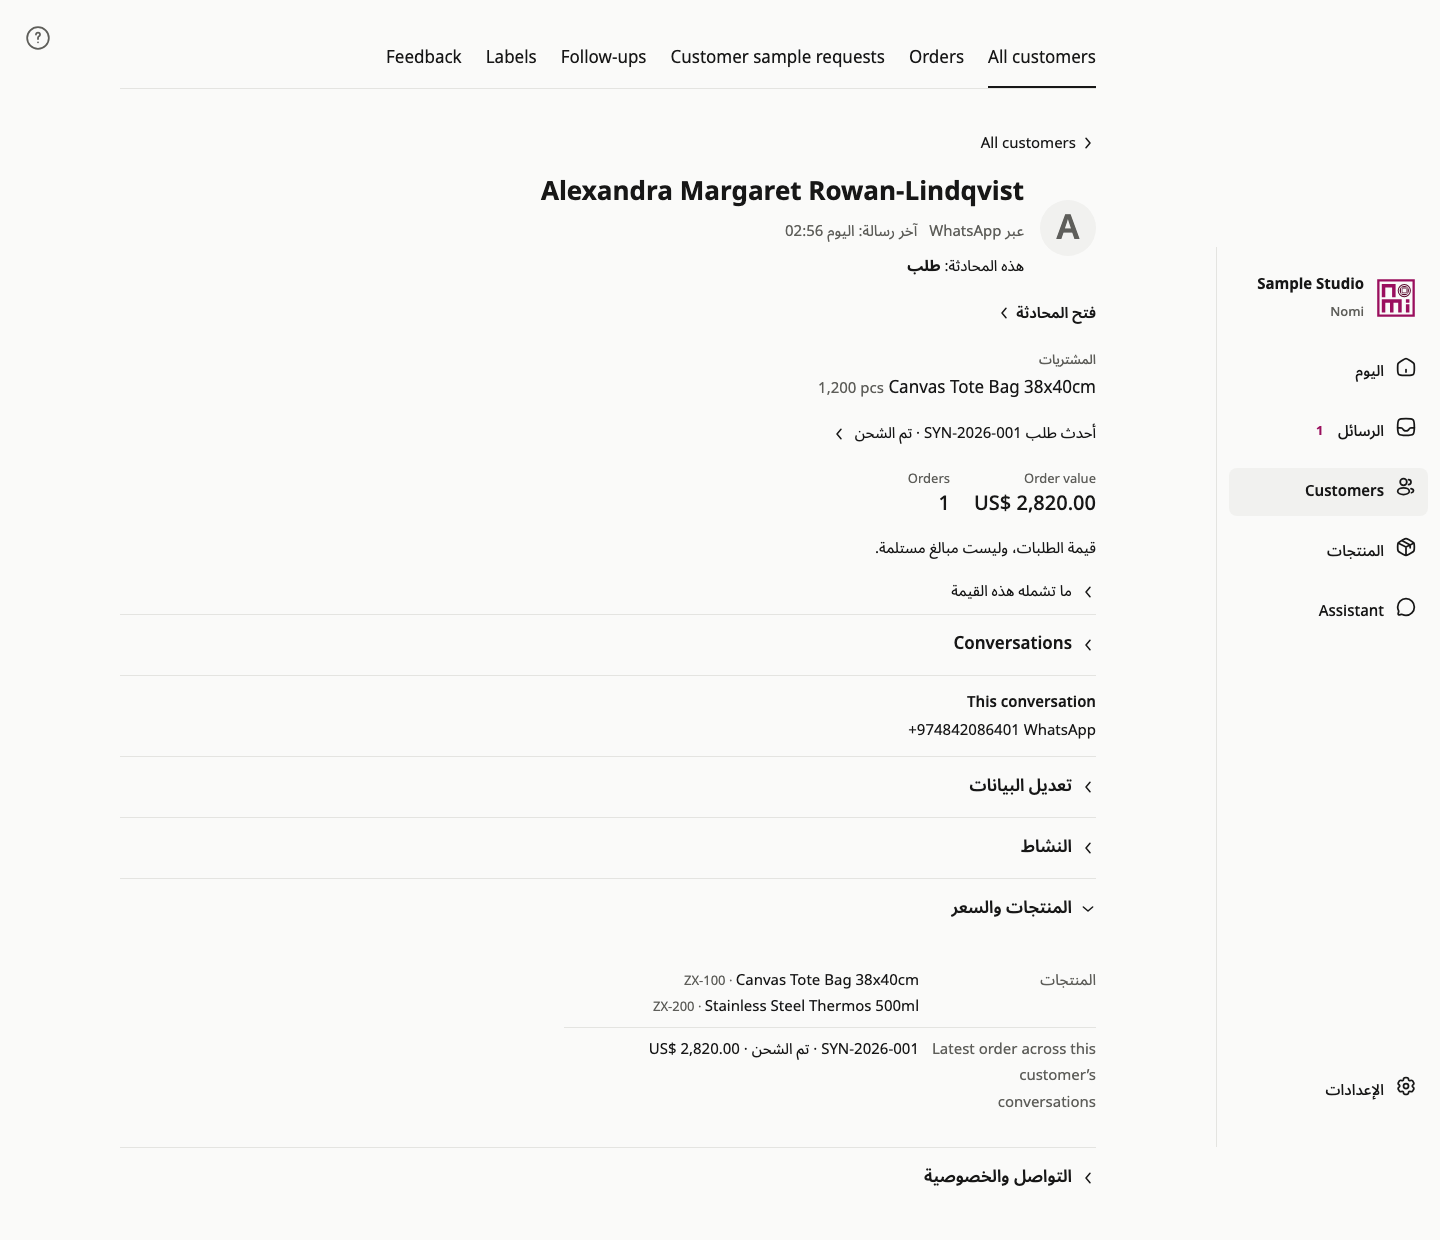 All customers
Orders
Customer sample requests
Follow-ups
Labels
Feedback
All customers
Alexandra Margaret Rowan-Lindqvist
A
عبر WhatsApp آخر رسالة: اليوم 02:56
هذه المحادثة: طلب
فتح المحادثة
المشتريات
Canvas Tote Bag 38x40cm 1,200 pcs
أحدث طلب SYN-2026-001 · تم الشحن
Order value
US$ 2,820.00
Orders
1
قيمة الطلبات، وليست مبالغ مستلمة.
ما تشمله هذه القيمة
Conversations
This conversation
+974842086401 WhatsApp
تعديل البيانات
النشاط
المنتجات والسعر
المنتجات
Canvas Tote Bag 38x40cm · ZX-100
Stainless Steel Thermos 500ml · ZX-200
Latest order across this
customer’s
conversations
SYN-2026-001 · تم الشحن · US$ 2,820.00
التواصل والخصوصية
nomi
Sample Studio
Nomi
اليوم
الرسائل 1
Customers
المنتجات
Assistant
الإعدادات